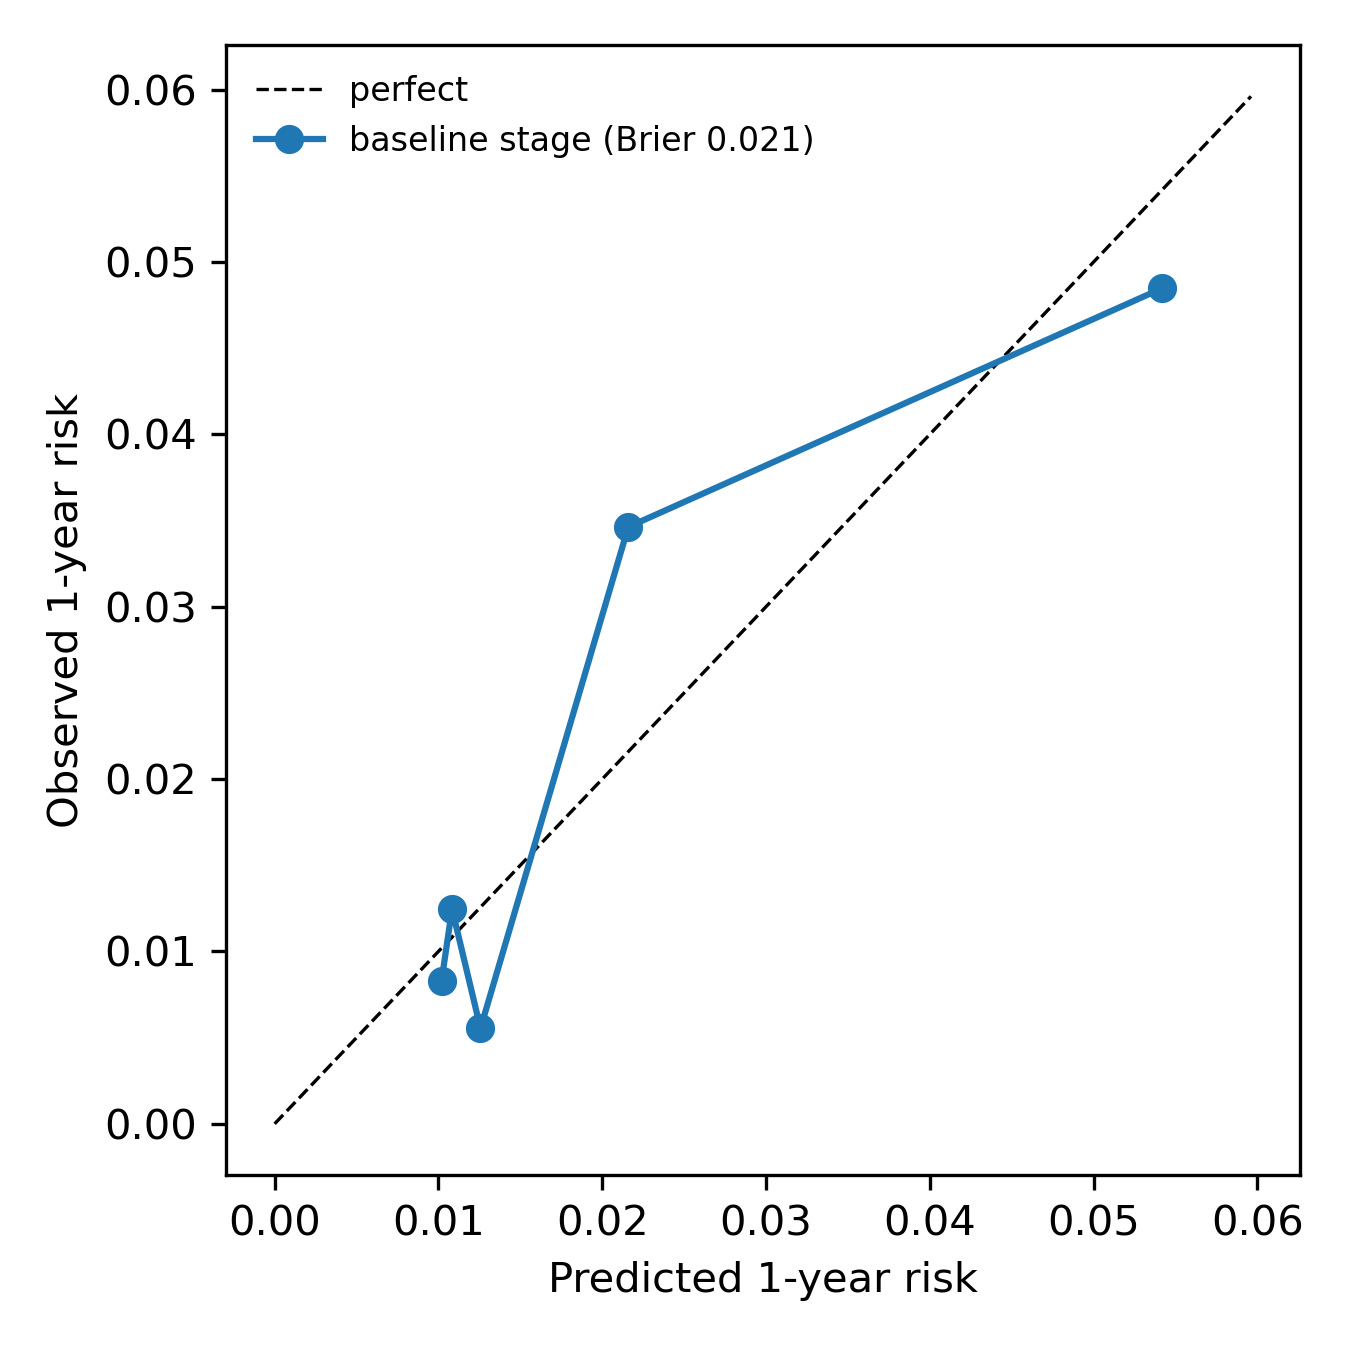 perfect
baseline stage (Brier 0.021)
0.06
0.05
0.04
0.03
0.02
0.01
0.00
Observed 1-year risk
0.00 0.01 0.02 0.03 0.04 0.05 0.06
Predicted 1-year risk